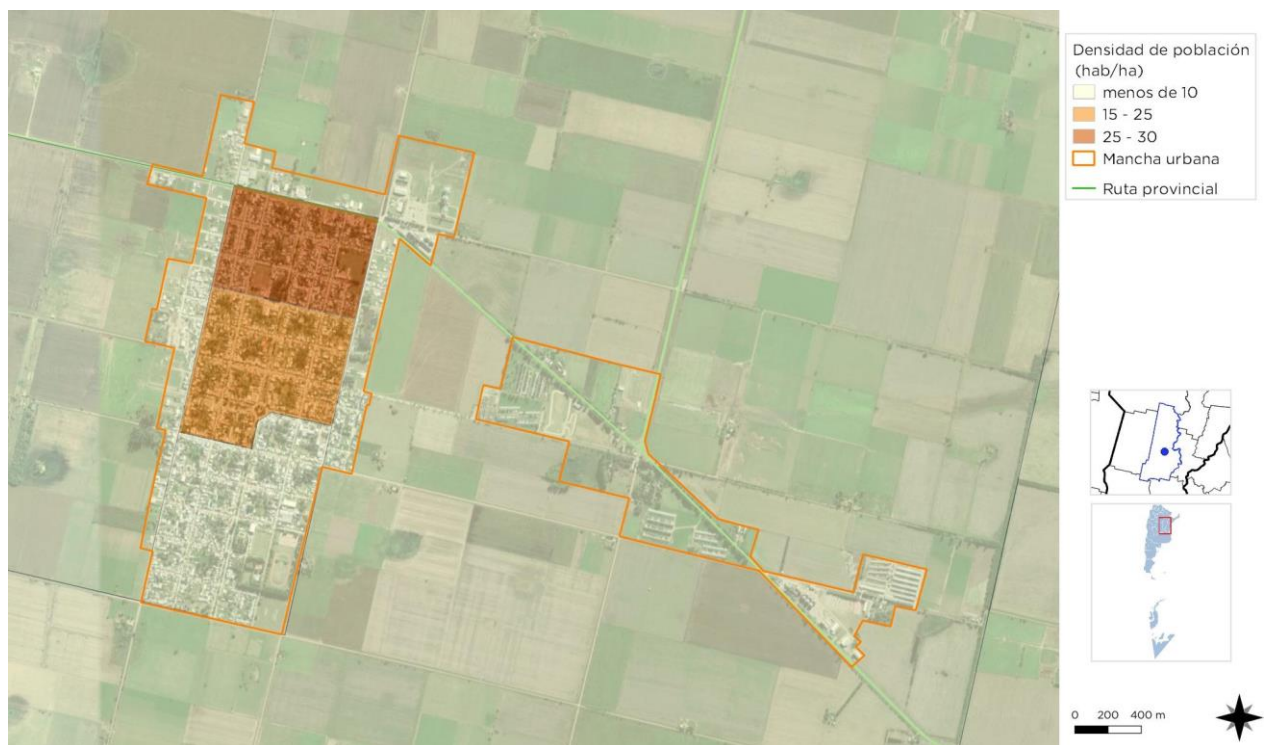 Densidad de población
(hab/ha)
menos de 10
15 - 25
25 - 30
Mancha urbana
Ruta provincial
0 200 400 m